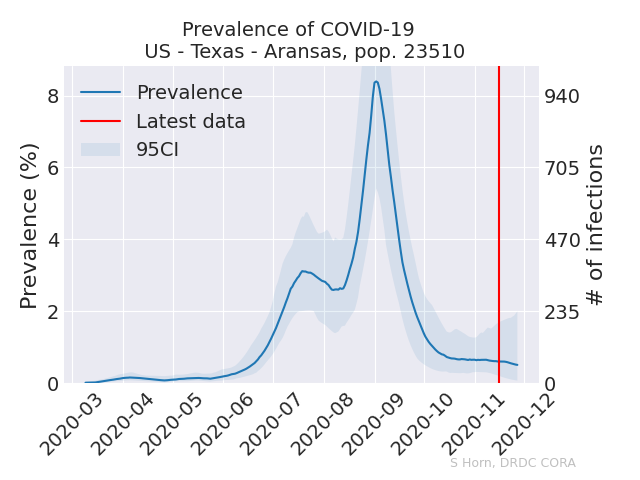 Prevalence of COVID-19
US - Texas - Aransas, pop. 23510
Prevalence
Latest data
95CI
Prevalence (%)
8
6
4
2
0
940
705
470
235
0
# of infections
2020-03
2020-04
2020-05
2020-06
2020-07
2020-08
2020-09
2020-10
2020-11
2020-12
S Horn, DRDC CORA